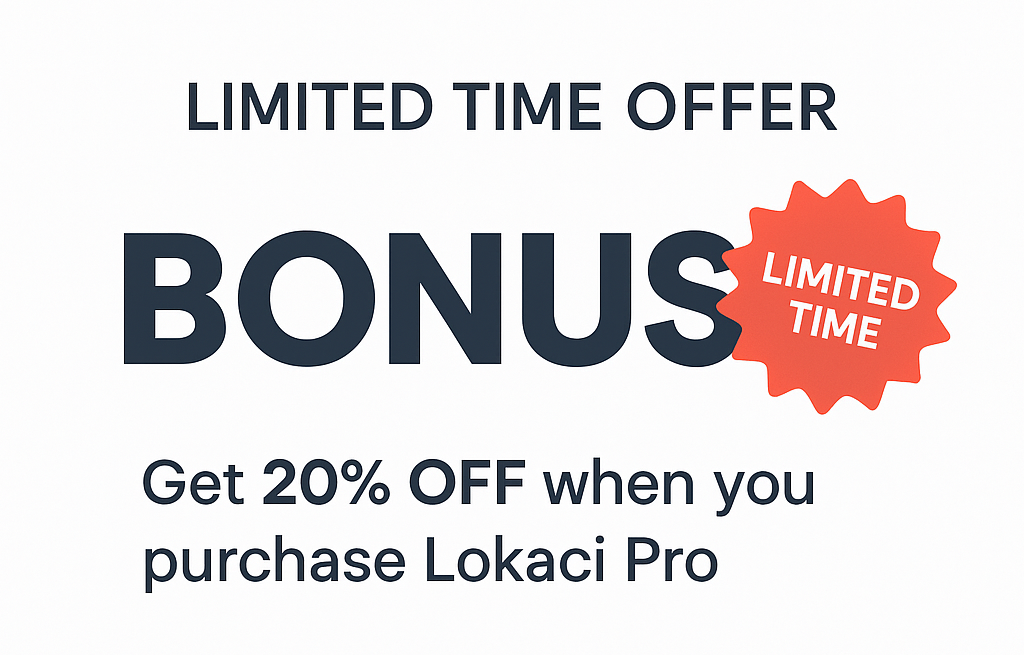 LIMITED TIME OFFER
BONUS
LIMITED
TIME
Get 20% OFF when you
purchase Lokaci Pro